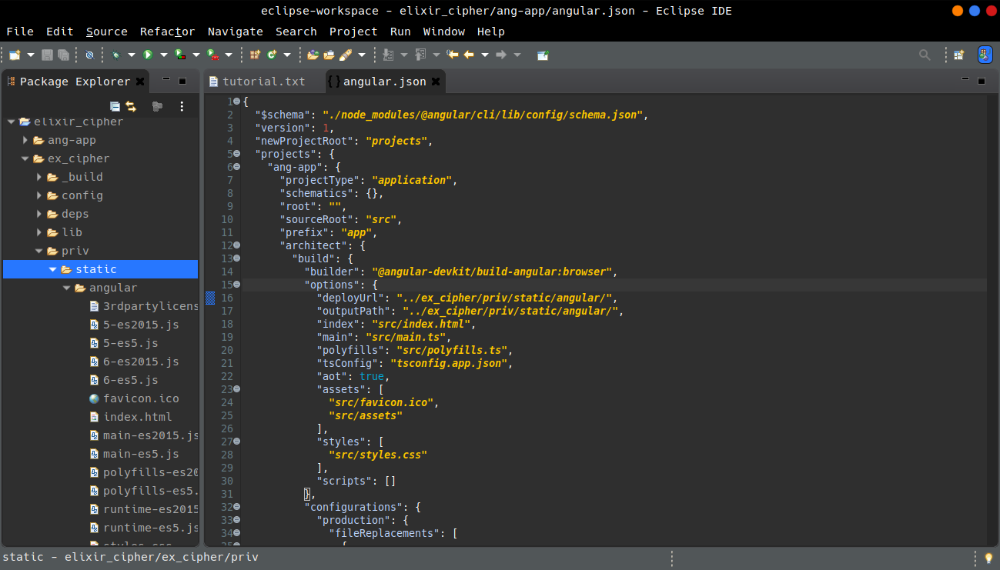 eclipse-workspace - elixir_cipher/ang-app/angular.json - Eclipse IDE
File Edit Source Refactor Navigate Search Project Run Window Help
Package Explorer
tutorial.txt
{ } angular.json
elixir_cipher
ang-app
ex_cipher
_build
config
deps
lib
priv
static
angular
3rdpartylicens
5-es2015.js
5-es5.js
6-es2015.js
6-es5.js
favicon.ico
index.html
main-es2015.js
main-es5.js
polyfills-es20
polyfills-es5.
runtime-es2015
runtime-es5.js
styles.css
1 {
2 "$schema": "./node_modules/@angular/cli/lib/config/schema.json",
3 "version": 1,
4 "newProjectRoot": "projects",
5 "projects": {
6 "ang-app": {
7 "projectType": "application",
8 "schematics": {},
9 "root": "",
10 "sourceRoot": "src",
11 "prefix": "app",
12 "architect": {
13 "build": {
14 "builder": "@angular-devkit/build-angular:browser",
15 "options": {
16 "deployUrl": "../ex_cipher/priv/static/angular/",
17 "outputPath": "../ex_cipher/priv/static/angular/",
18 "index": "src/index.html",
19 "main": "src/main.ts",
20 "polyfills": "src/polyfills.ts",
21 "tsConfig": "tsconfig.app.json",
22 "aot": true,
23 "assets": [
24 "src/favicon.ico",
25 "src/assets"
26 ],
27 "styles": [
28 "src/styles.css"
29 ],
30 "scripts": []
31 },
32 "configurations": {
33 "production": {
34 "fileReplacements": [
35 {
static - elixir_cipher/ex_cipher/priv